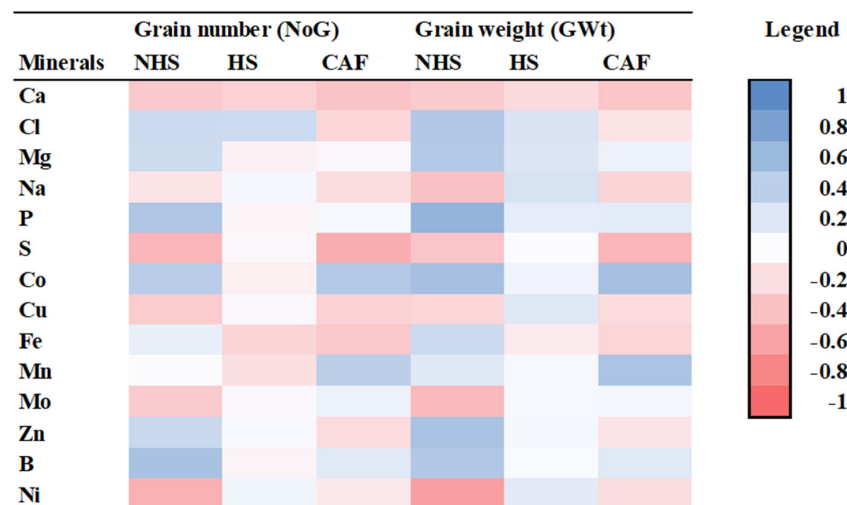 Grain number (NoG) Grain weight (GWt) Legend
Minerals NHS HS CAF NHS HS CAF
Ca 1
Cl 0.8
Mg 0.6
Na 0.4
P 0.2
S 0
Co -0.2
Cu -0.4
Fe -0.6
Mn -0.8
Mo -1
Zn
B
Ni